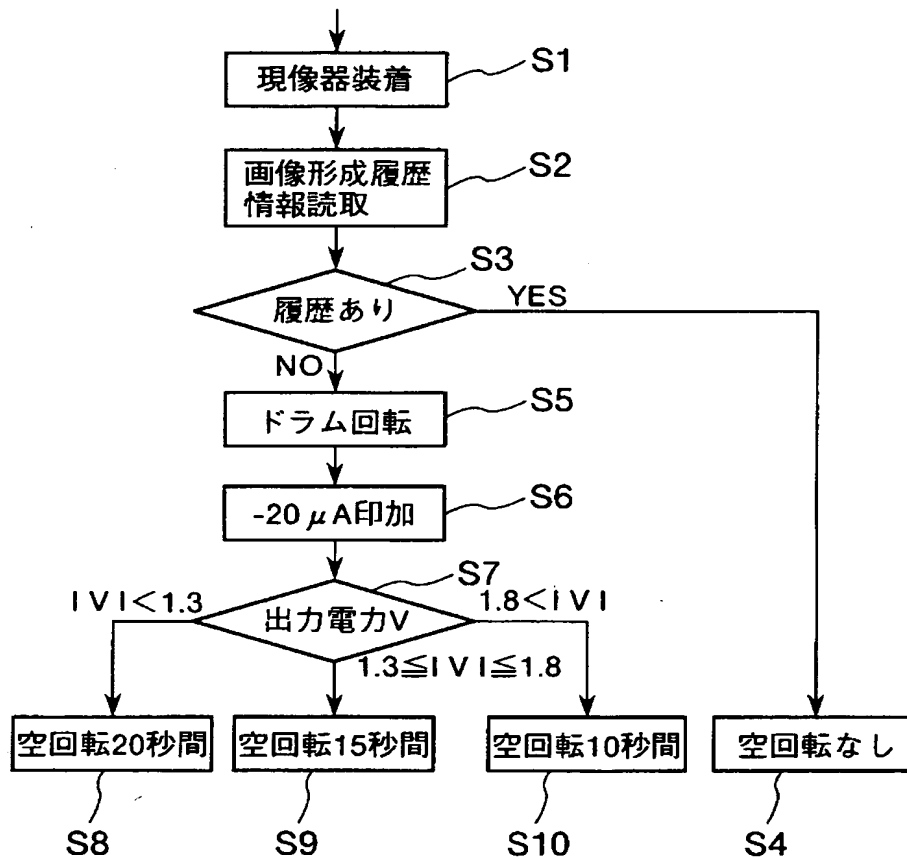 現像器装着
S1
画像形成履歴
情報読取
S2
履歴あり
S3
YES
NO
ドラム回転
S5
-20μA印加
S6
出力電力V
S7
|V|<1.3
1.8<|V|
1.3≦|V|≦1.8
空回転20秒間
空回転15秒間
空回転10秒間
空回転なし
S8
S9
S10
S4